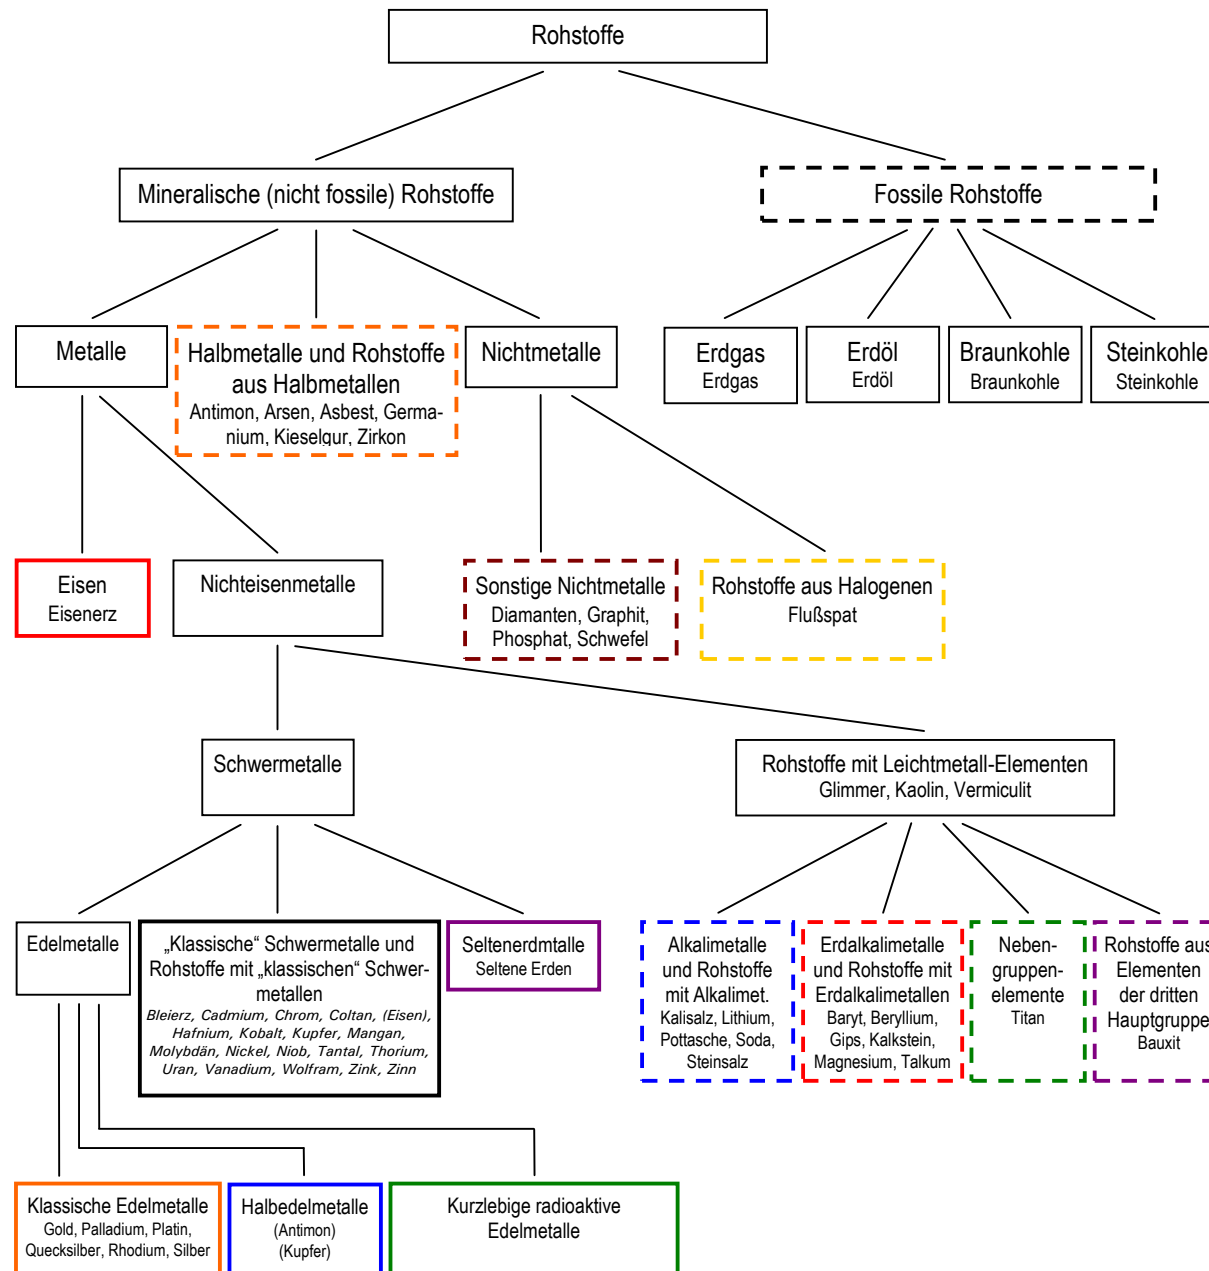 Rohstoffe
Mineralische (nicht fossile) Rohstoffe
Fossile Rohstoffe
Metalle
Halbmetalle und Rohstoffe
aus Halbmetallen
Antimon, Arsen, Asbest, Germa-
nium, Kieselgur, Zirkon
Nichtmetalle
Erdgas
Erdgas
Erdöl
Erdöl
Braunkohle
Braunkohle
Steinkohle
Steinkohle
Eisen
Eisenerz
Nichteisenmetalle
Sonstige Nichtmetalle
Diamanten, Graphit,
Phosphat, Schwefel
Rohstoffe aus Halogenen
Flußspat
Schwermetalle
Rohstoffe mit Leichtmetall-Elementen
Glimmer, Kaolin, Vermiculit
Edelmetalle
„Klassische“ Schwermetalle und
Rohstoffe mit „klassischen“ Schwer-
metallen
Bleierz, Cadmium, Chrom, Coltan, (Eisen),
Hafnium, Kobalt, Kupfer, Mangan,
Molybdän, Nickel, Niob, Tantal, Thorium,
Uran, Vanadium, Wolfram, Zink, Zinn
Seltenerdmtalle
Seltene Erden
Alkalimetalle
und Rohstoffe
mit Alkalimet.
Kalisalz, Lithium,
Pottasche, Soda,
Steinsalz
Erdalkalimetalle
und Rohstoffe mit
Erdalkalimetallen
Baryt, Beryllium,
Gips, Kalkstein,
Magnesium, Talkum
Neben-
gruppen-
elemente
Titan
Rohstoffe aus
Elementen
der dritten
Hauptgruppe
Bauxit
Klassische Edelmetalle
Gold, Palladium, Platin,
Quecksilber, Rhodium, Silber
Halbedelmetalle
(Antimon)
(Kupfer)
Kurzlebige radioaktive
Edelmetalle